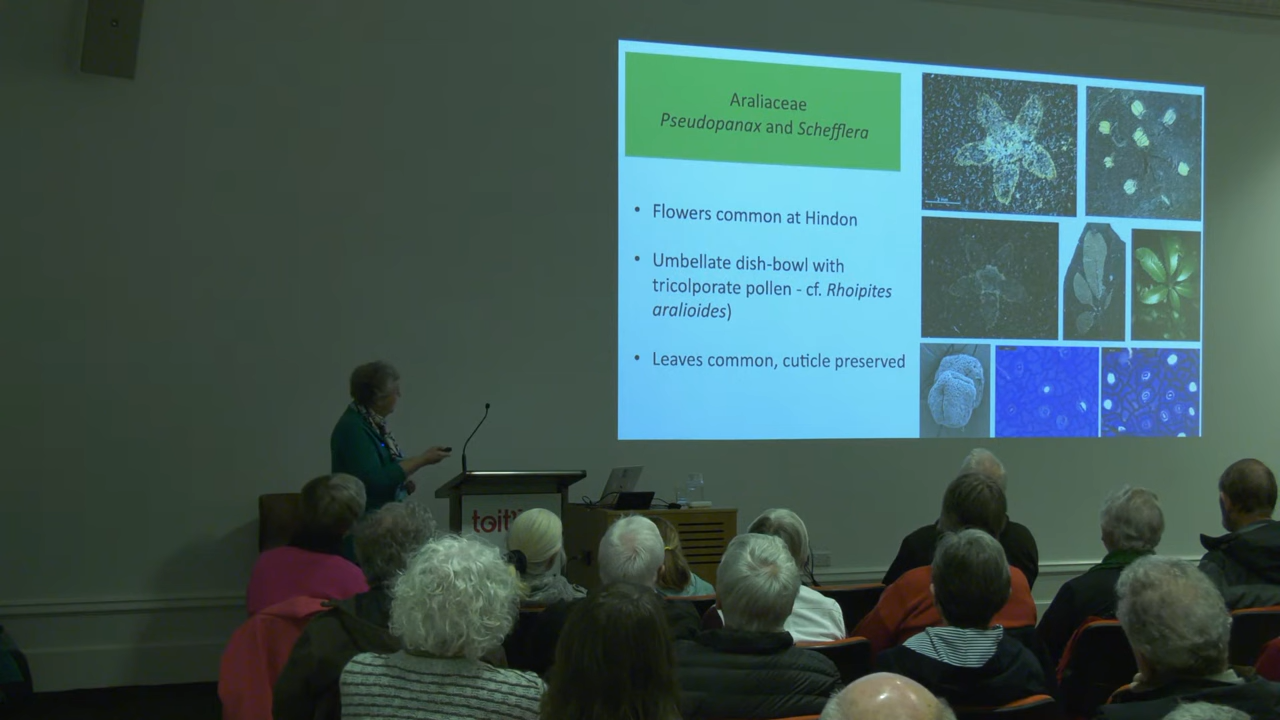 Araliaceae
Pseudopanax and Schefflera
• Flowers common at Hindon
• Umbellate dish-bowl with
tricolporate pollen - cf. Rhoipites
aralioides)
• Leaves common, cuticle preserved
toitū